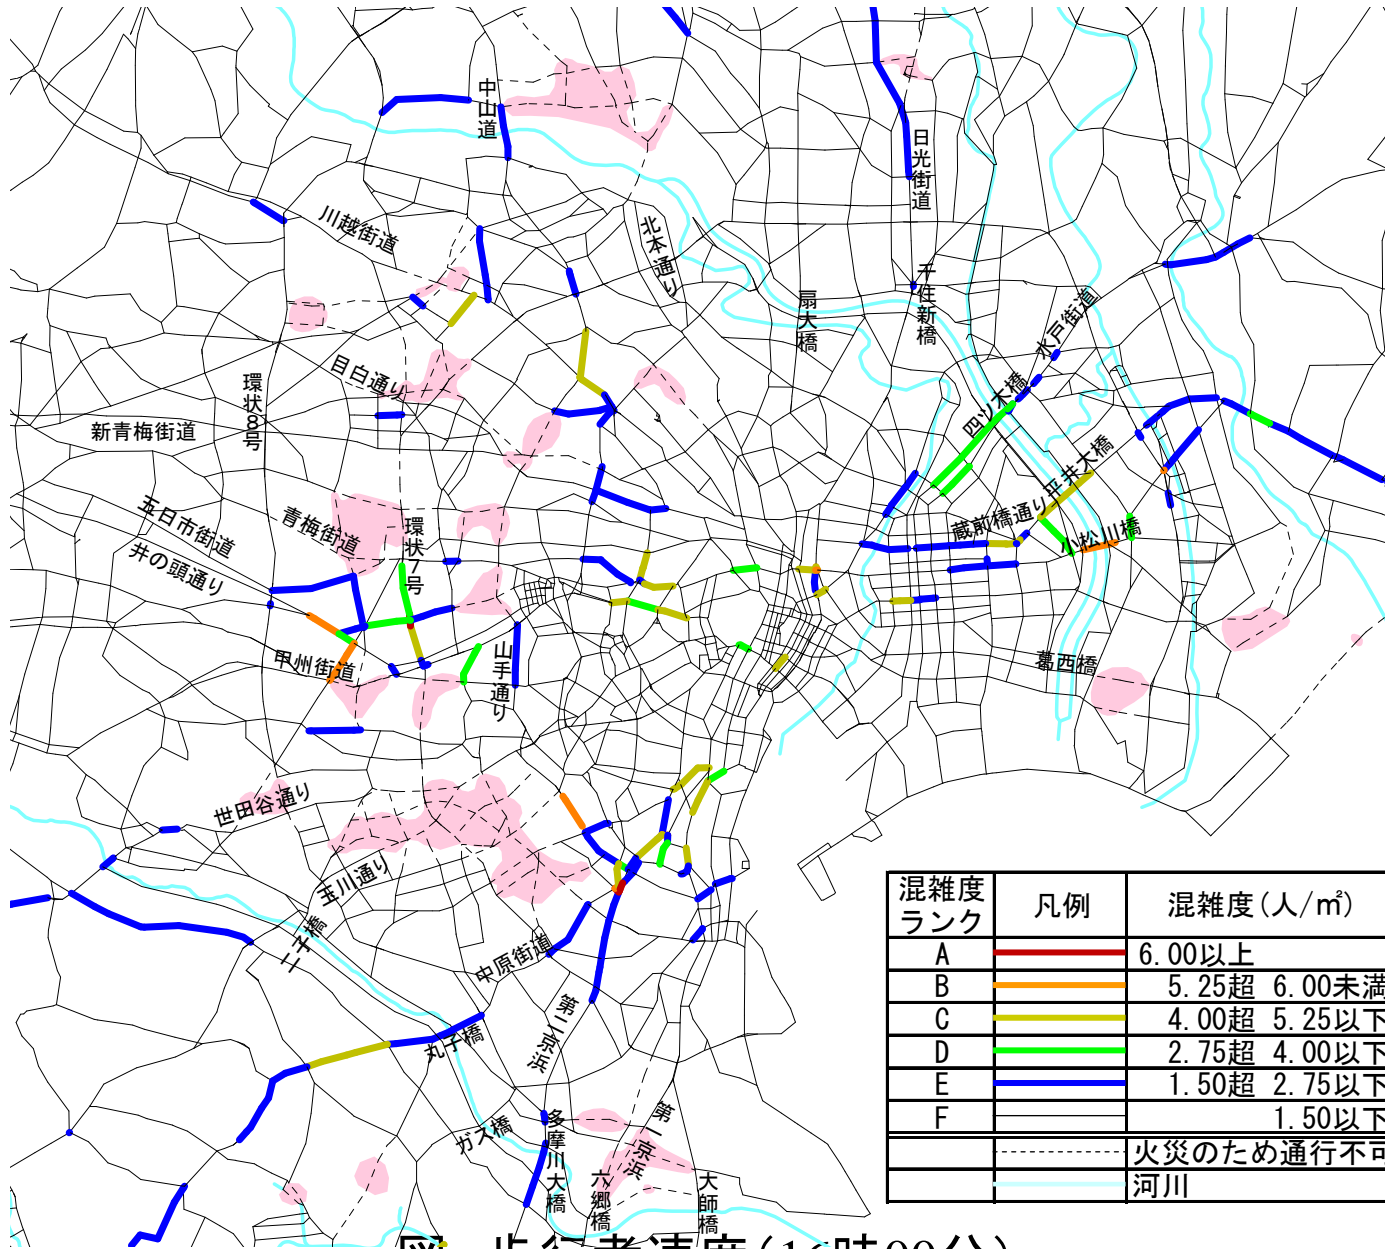 中山道
日光街道
川越街道
北本通り
千住新橋
扇大橋
水戸街道
目白通り
環状8号
四ツ木橋
新青梅街道
平井大橋
五日市街道
青梅街道
環状7号
蔵前橋通り
小松川橋
井の頭通り
甲州街道
山手通り
葛西橋
世田谷通り
玉川通り
二子橋
中原街道
第二京浜
丸子橋
ガス橋
多摩川大橋
第一京浜
六郷橋
大師橋
混雑度ランク 凡例 混雑度(人/㎡)
A 6.00以上
B 5.25超 6.00未満
C 4.00超 5.25以下
D 2.75超 4.00以下
E 1.50超 2.75以下
F 1.50以下
火災のため通行不可
河川